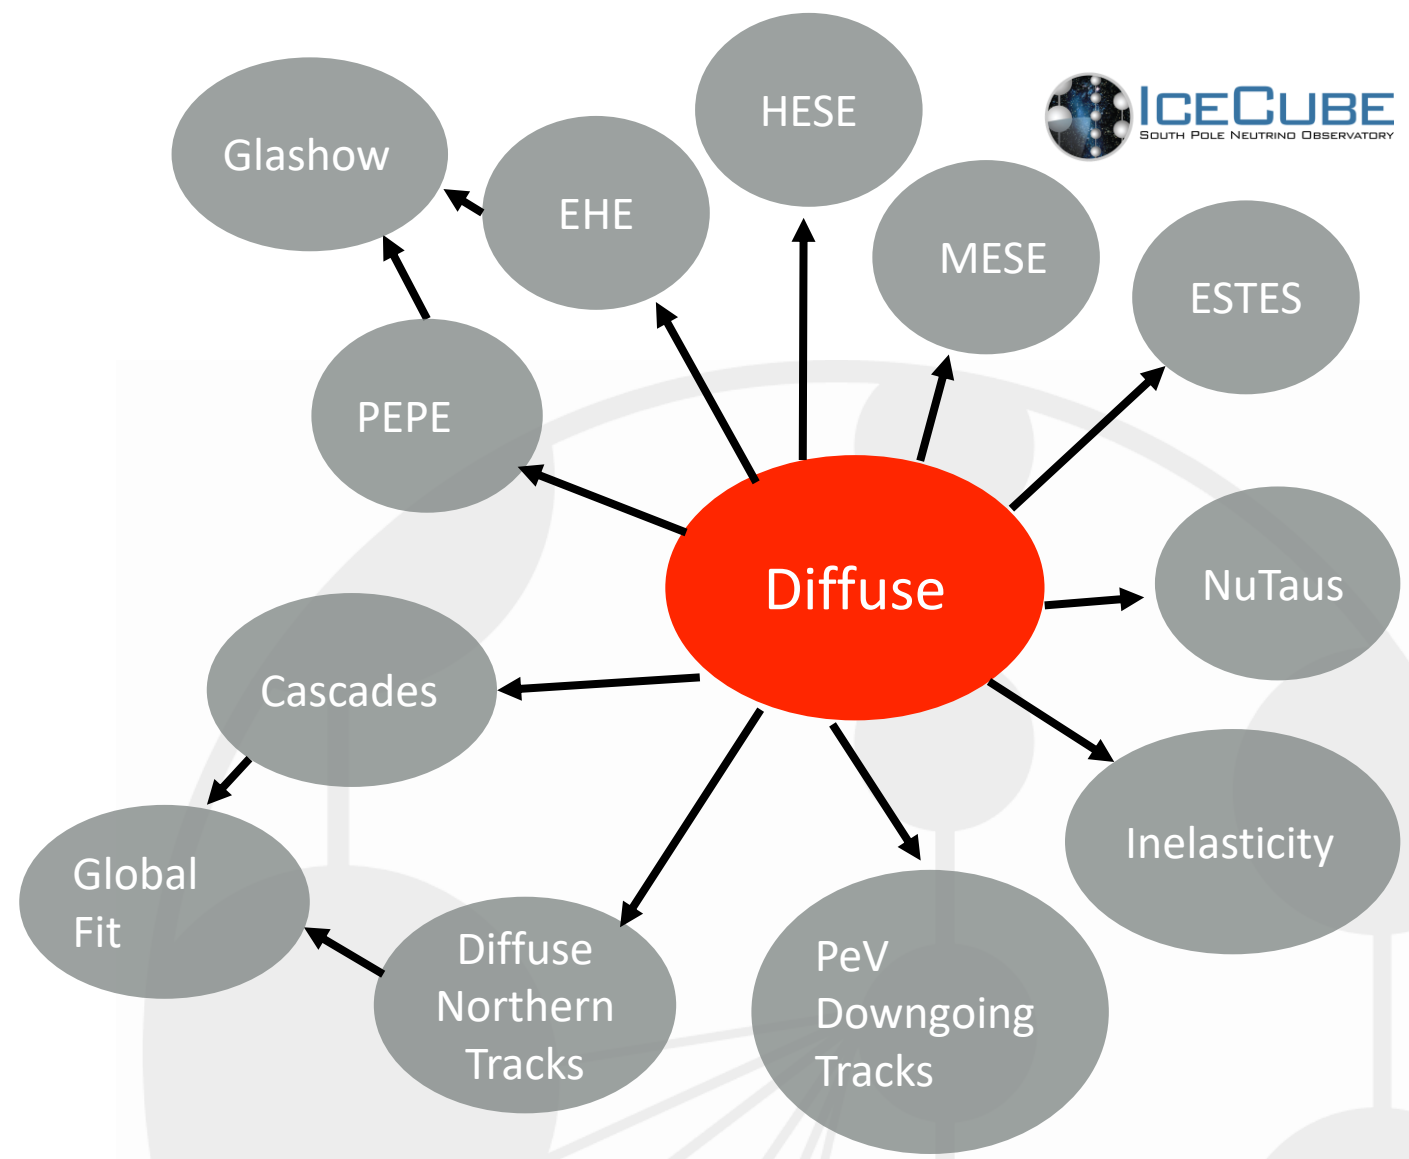 HESE
ICECUBE
SOUTH POLE NEUTRINO OBSERVATORY
Glashow
EHE
MESE
ESTES
PEPE
Diffuse
NuTaus
Cascades
Inelasticity
Global
Fit
Diffuse
Northern
Tracks
PeV
Downgoing
Tracks